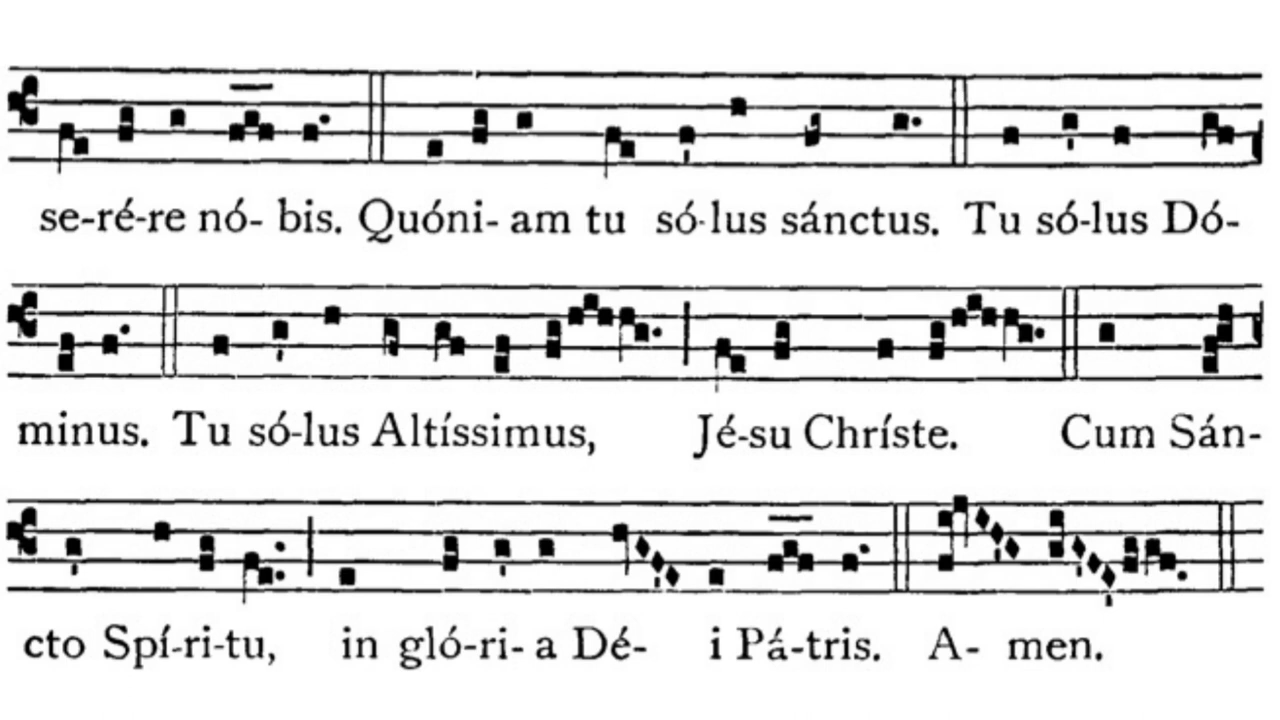 se-ré-re nó- bis. Quóni- am tu só-lus sánctus. Tu só-lus Dó-
minus. Tu só-lus Altíssimus, Jé-su Chríste. Cum Sán-
cto Spí-ri-tu, in gló-ri- a Dé- i Pá-tris. A- men.